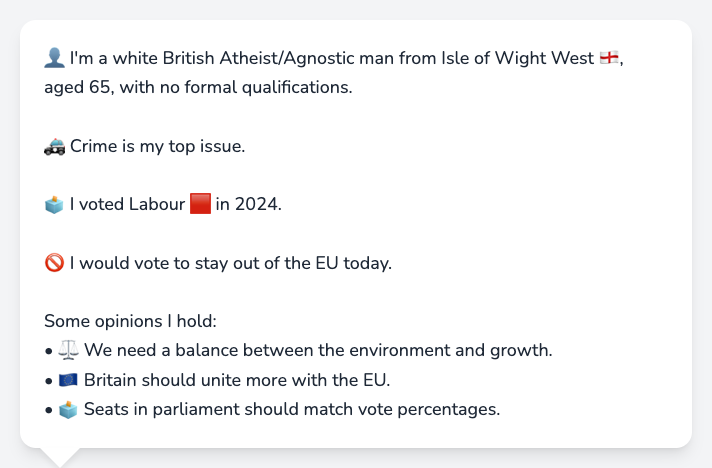 👤 I'm a white British Atheist/Agnostic man from Isle of Wight West 🏴󠁧󠁢󠁥󠁮󠁧󠁿,
aged 65, with no formal qualifications.
🚓 Crime is my top issue.
🗳️ I voted Labour 🟥 in 2024.
🚫 I would vote to stay out of the EU today.
Some opinions I hold:
• ⚖️ We need a balance between the environment and growth.
• 🇪🇺 Britain should unite more with the EU.
• 🗳️ Seats in parliament should match vote percentages.